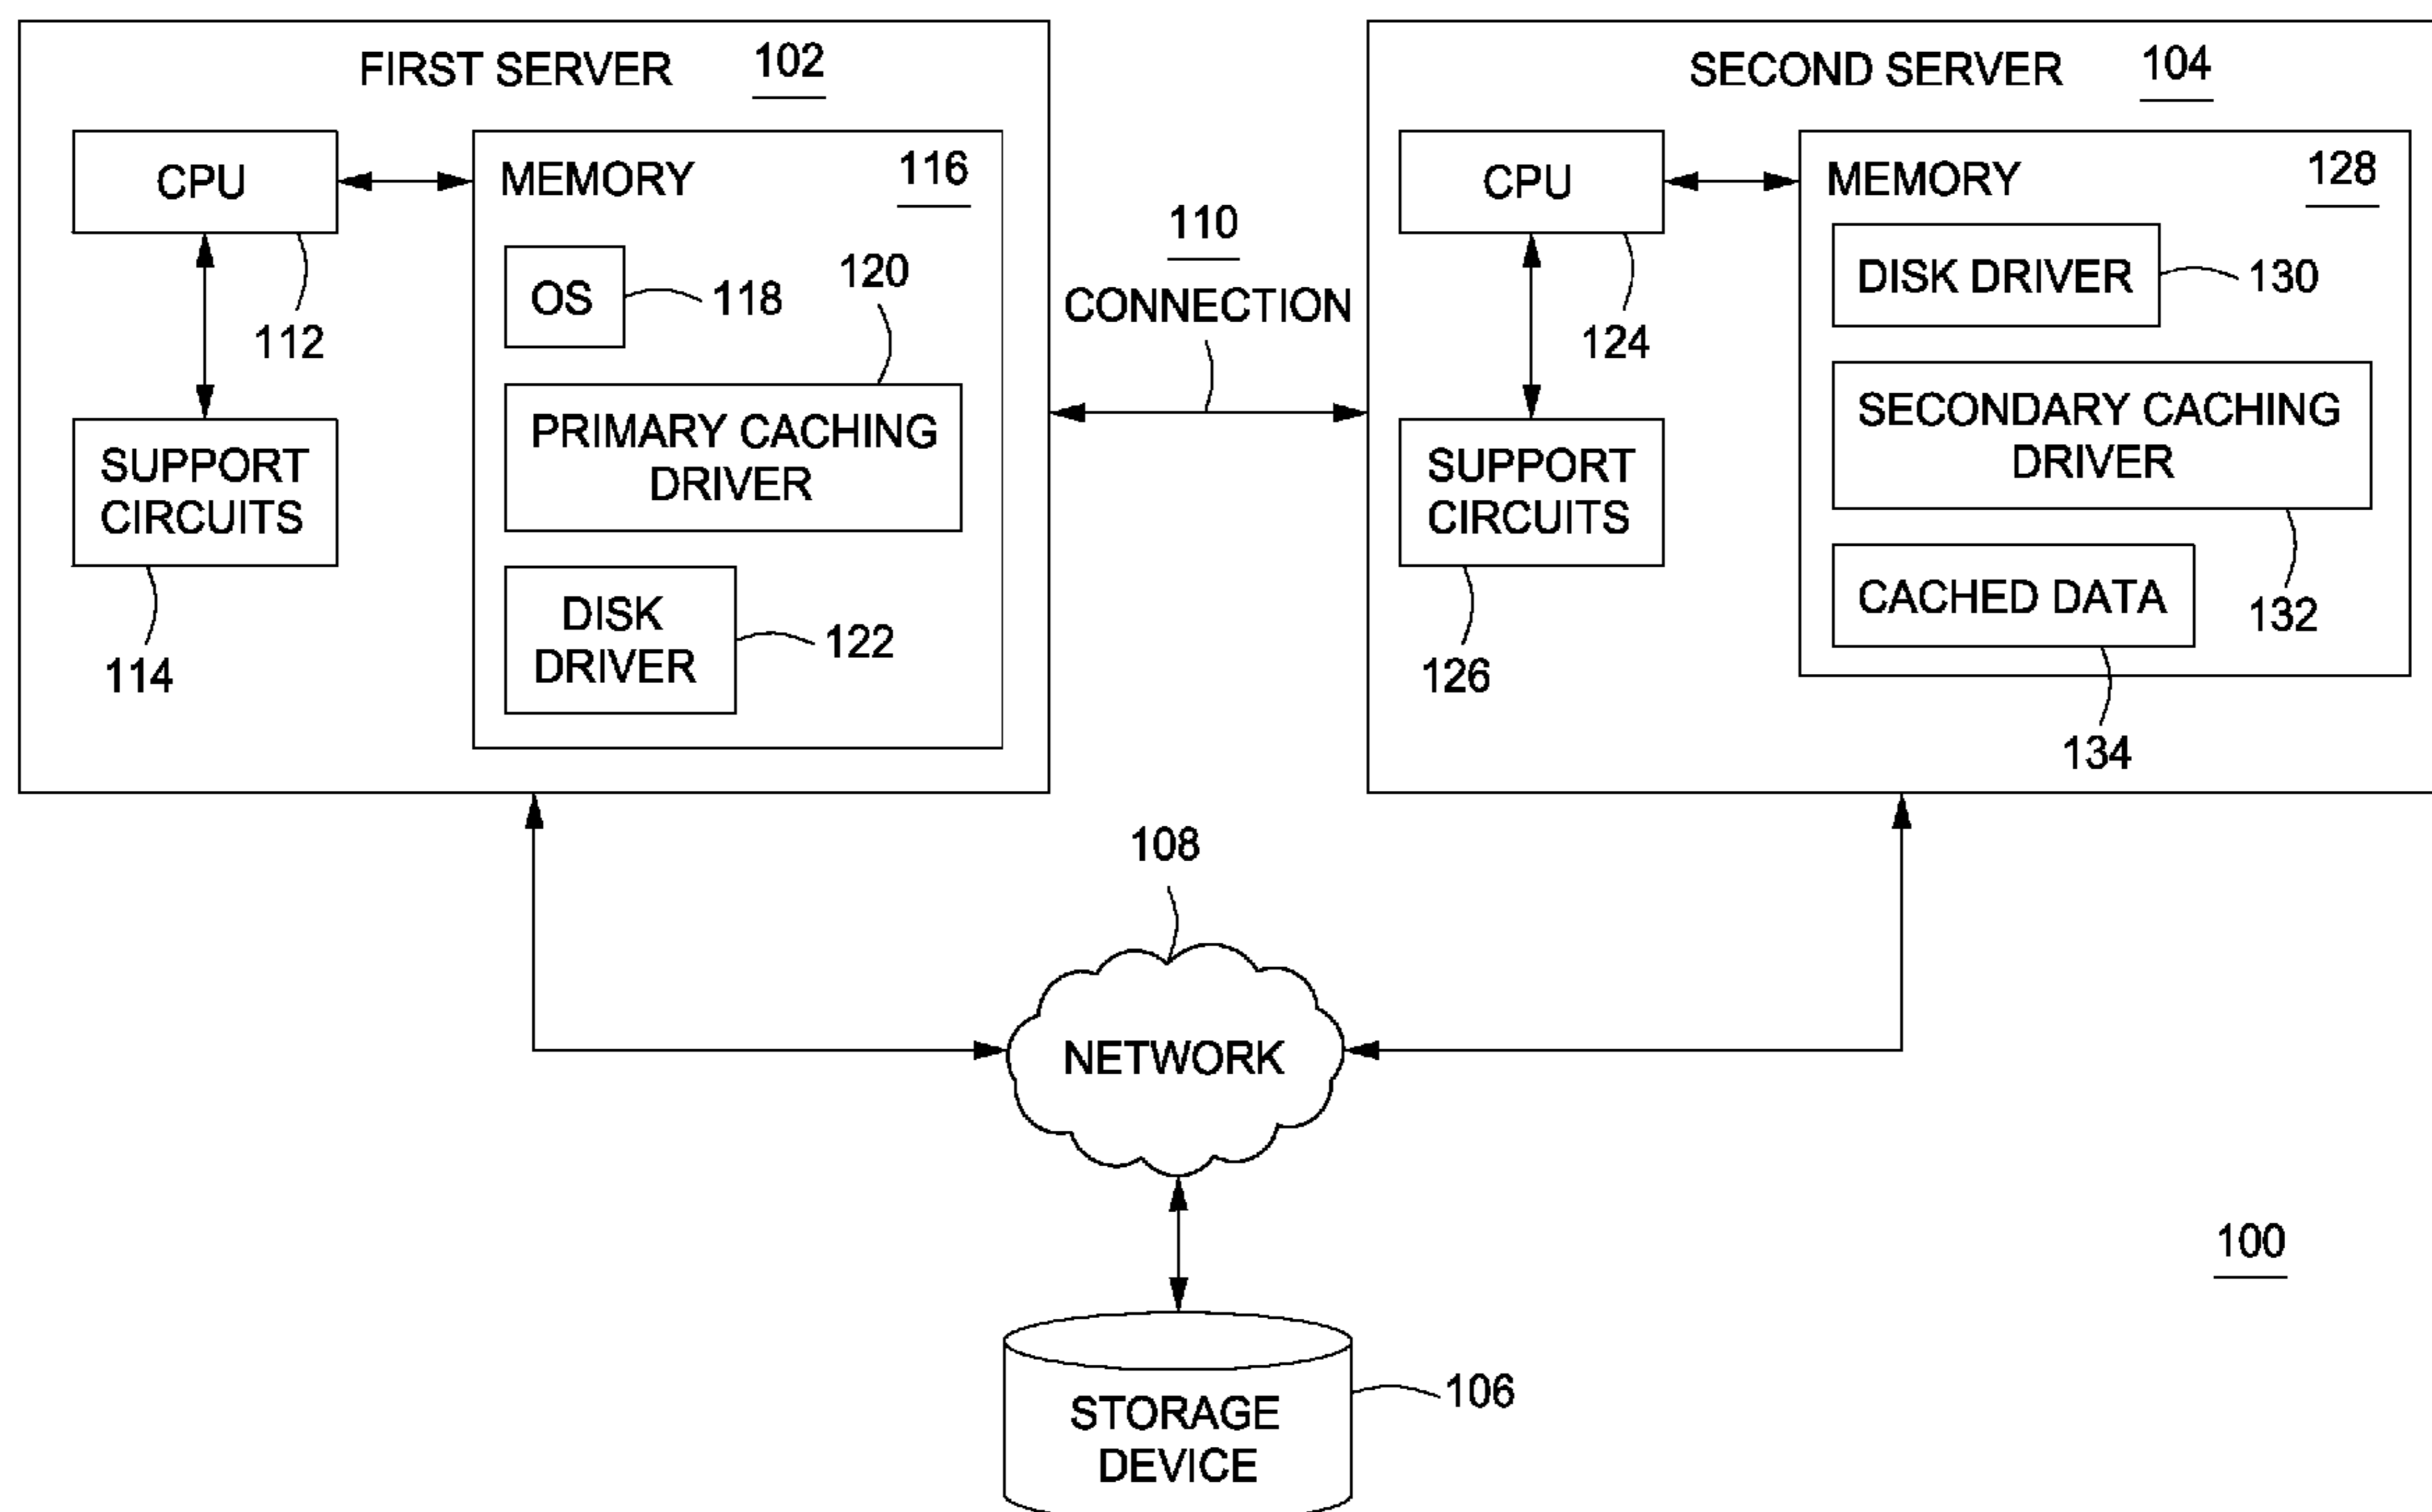 FIRST SERVER 102
CPU
112
SUPPORT
CIRCUITS
114
MEMORY 116
OS
118
120
PRIMARY CACHING
DRIVER
DISK
DRIVER
122
110
CONNECTION
SECOND SERVER 104
CPU
124
SUPPORT
CIRCUITS
126
MEMORY 128
DISK DRIVER
130
SECONDARY CACHING
DRIVER
132
CACHED DATA
134
108
NETWORK
STORAGE
DEVICE
106
100